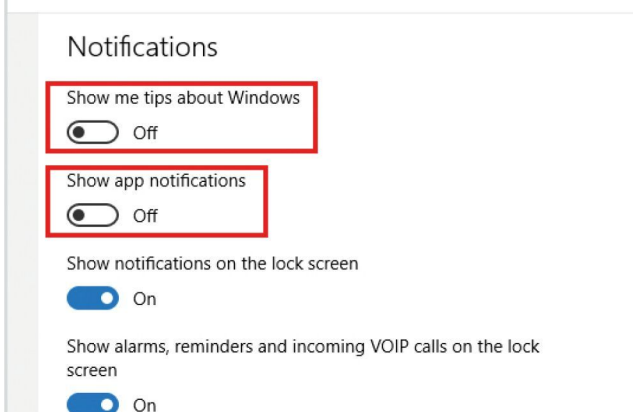 Notifications
Show me tips about Windows
Off
Show app notifications
Off
Show notifications on the lock screen
On
Show alarms, reminders and incoming VOIP calls on the lock
screen
On